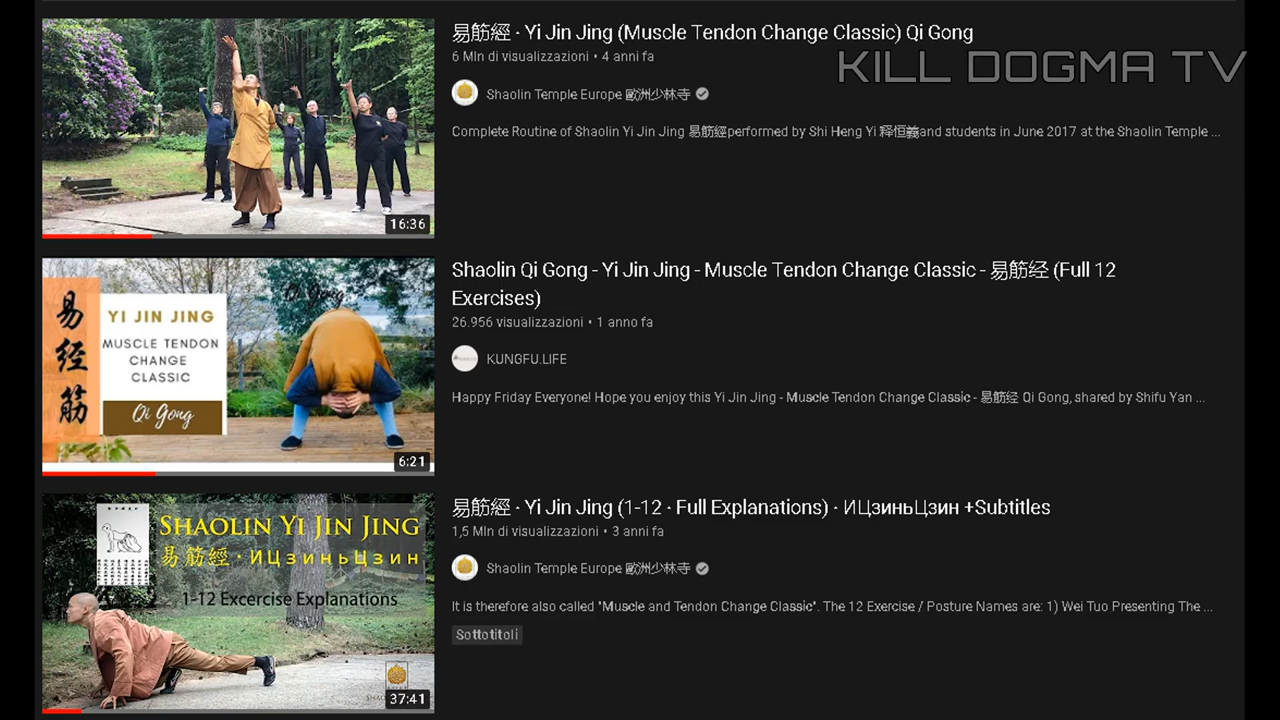 易筋經 · Yi Jin Jing (Muscle Tendon Change Classic) Qi Gong
6 Mln di visualizzazioni • 4 anni fa
KILL DOGMA TV
Shaolin Temple Europe 歐洲少林寺
Complete Routine of Shaolin Yi Jin Jing 易筋經performed by Shi Heng Yi 释恒義and students in June 2017 at the Shaolin Temple ...
16:36
Shaolin Qi Gong - Yi Jin Jing - Muscle Tendon Change Classic - 易筋经 (Full 12
Exercises)
26.956 visualizzazioni • 1 anno fa
KUNGFU.LIFE
Happy Friday Everyone! Hope you enjoy this Yi Jin Jing - Muscle Tendon Change Classic - 易筋经 Qi Gong, shared by Shifu Yan ...
易经筋
YI JIN JING
MUSCLE TENDON
CHANGE
CLASSIC
Qi Gong
6:21
易筋經 · Yi Jin Jing (1-12 · Full Explanations) · ИЦзиньЦзин +Subtitles
1,5 Mln di visualizzazioni • 3 anni fa
Shaolin Temple Europe 歐洲少林寺
It is therefore also called "Muscle and Tendon Change Classic". The 12 Exercise / Posture Names are: 1) Wei Tuo Presenting The ...
Sottotitoli
SHAOLIN YI JIN JING
易筋經 · ИЦзиньЦзин
1-12 Excercise Explanations
37:41